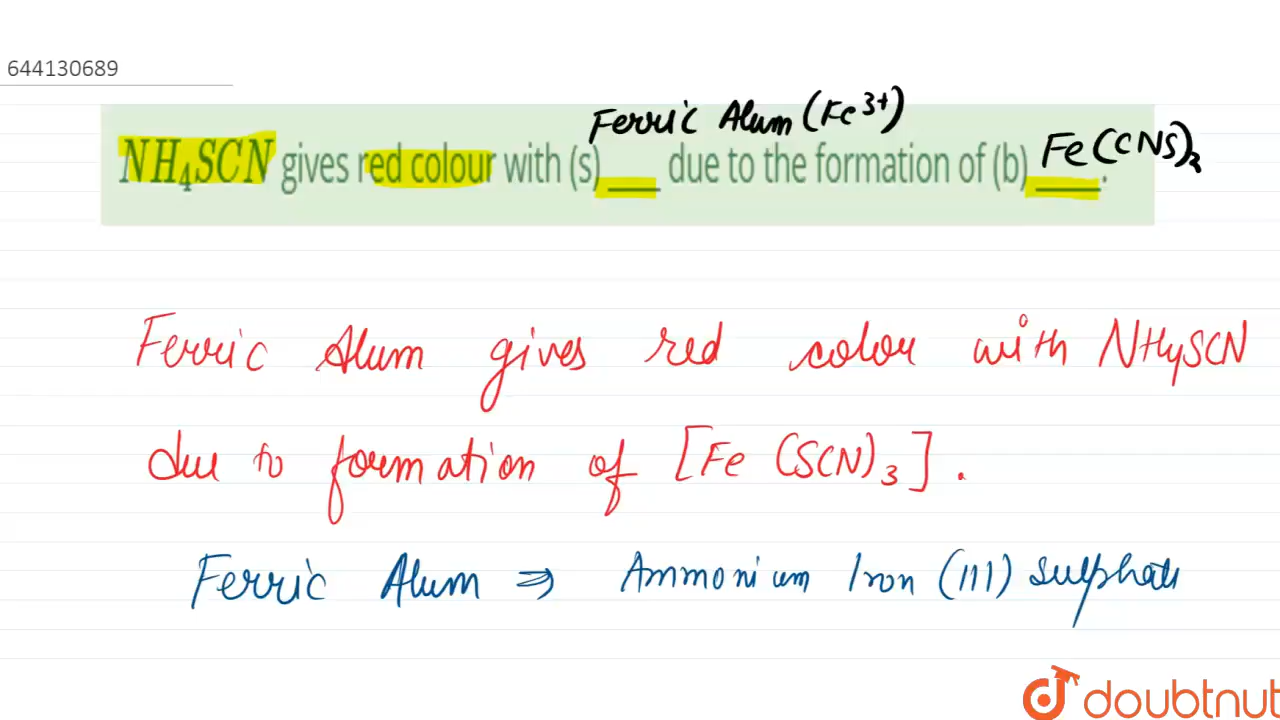 644130689
Ferric Alum (Fe3+)
NH4SCN gives red colour with (s) ___ due to the formation of (b) ____. Fe(CNS)3
Ferric Alum gives red color with NH4SCN
due to formation of [Fe (SCN)3].
Ferric Alum ⇒ Ammonium Iron (111) sulphate
doubtnut